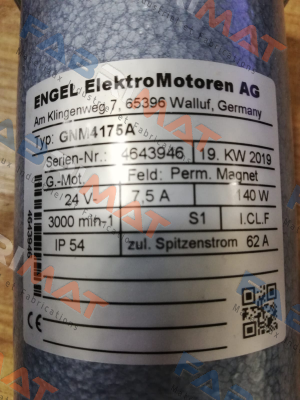 ENGEL ElektroMotoren AG
Am Klingenweg 7, 65396 Walluf, Germany
Typ: GNM4175A
Serien-Nr.: 4643946 19. KW 2019
G.-Mot. Feld: Perm. Magnet
24 V- 7,5 A 140 W
3000 min-1 S1 I.CL.F
IP 54 zul. Spitzenstrom 62 A
4643946